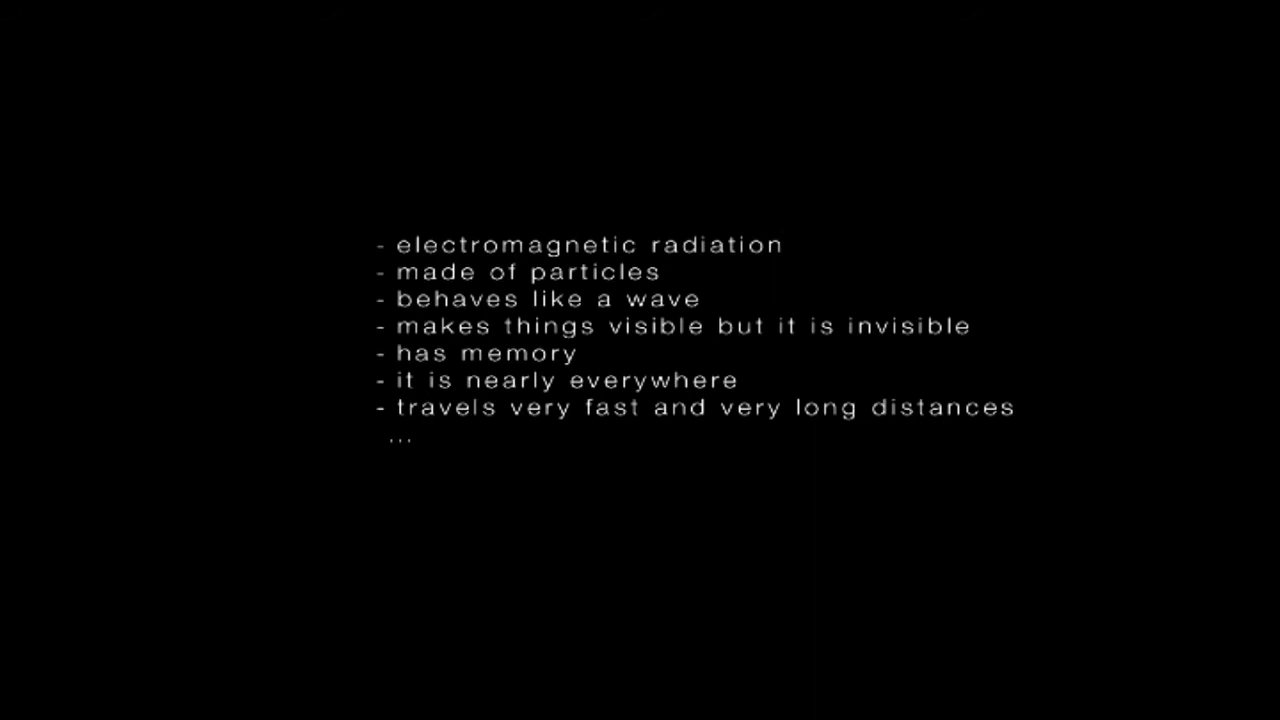 - electromagnetic radiation
- made of particles
- behaves like a wave
- makes things visible but it is invisible
- has memory
- it is nearly everywhere
- travels very fast and very long distances
...